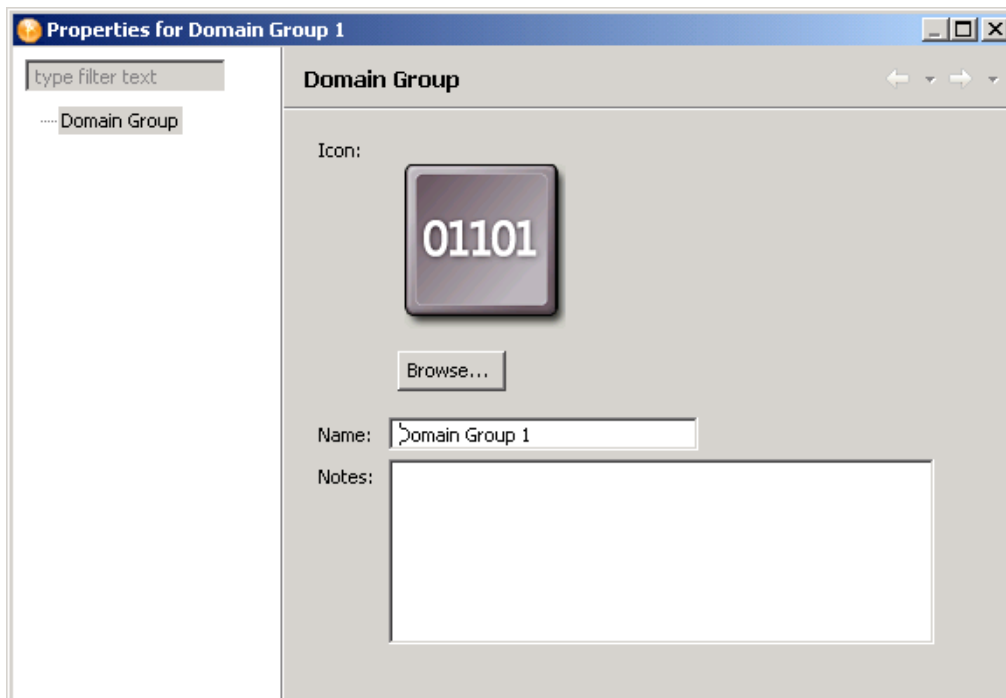 Properties for Domain Group 1
type filter text
Domain Group
Domain Group
Icon:
01101
Browse...
Name: Domain Group 1
Notes: